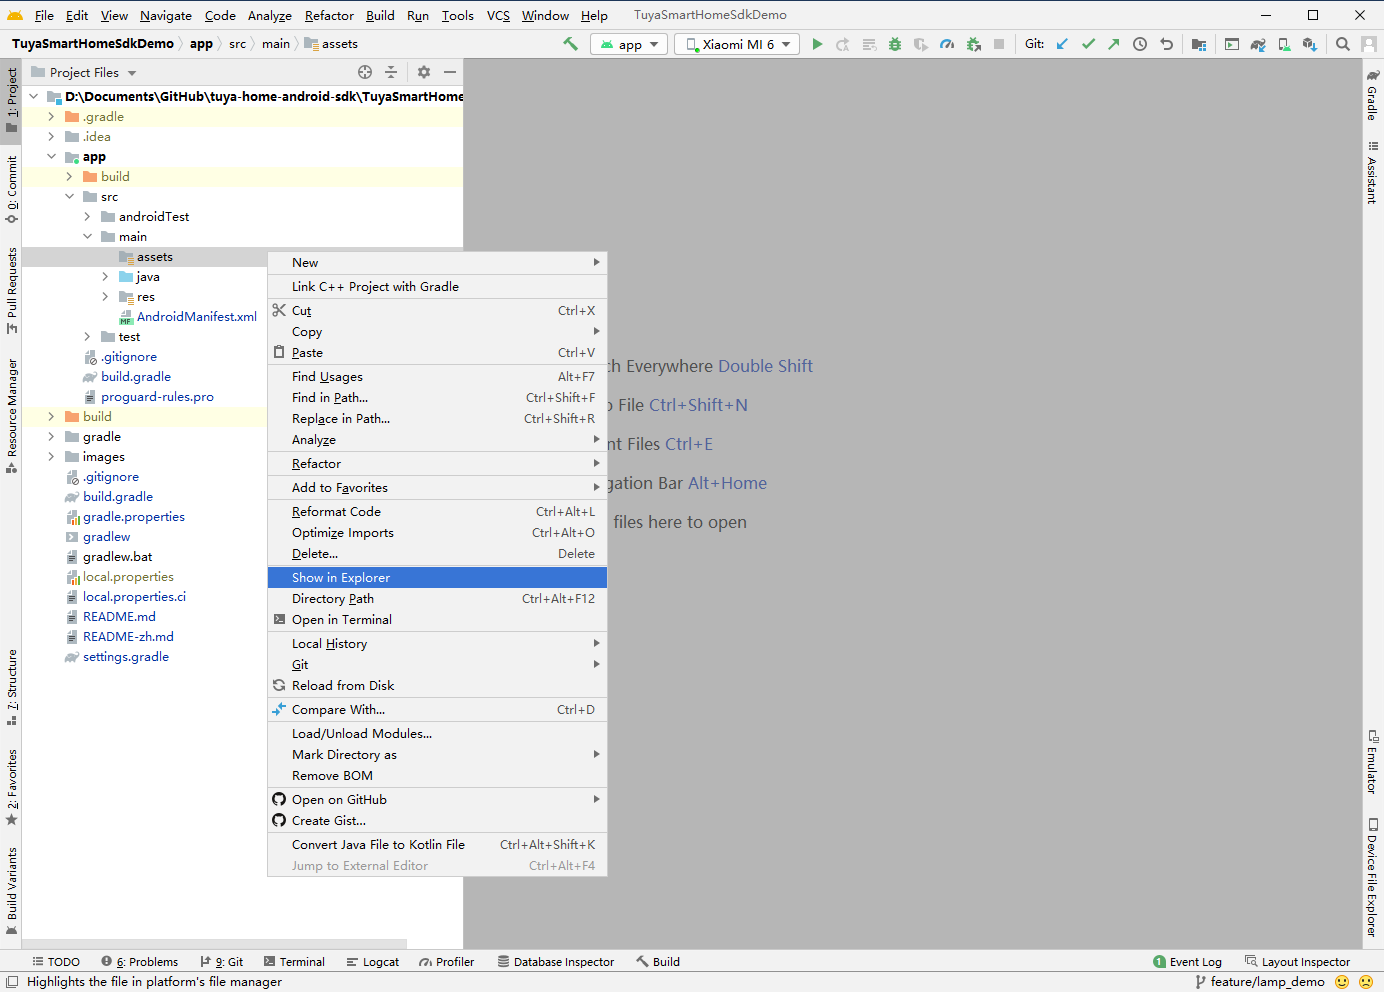 File Edit View Navigate Code Analyze Refactor Build Run Tools VCS Window Help TuyaSmartHomeSdkDemo
TuyaSmartHomeSdkDemo app src main assets app Xiaomi MI 6 Git:
1: Project
0: Commit
Pull Requests
Resource Manager
7: Structure
2: Favorites
Build Variants
Project Files
D:\Documents\GitHub\tuya-home-android-sdk\TuyaSmartHome
.gradle
.idea
app
build
src
androidTest
main
assets
java
res
AndroidManifest.xml
test
.gitignore
build.gradle
proguard-rules.pro
build
gradle
images
.gitignore
build.gradle
gradle.properties
gradlew
gradlew.bat
local.properties
local.properties.ci
README.md
README-zh.md
settings.gradle
New
Link C++ Project with Gradle
Cut Ctrl+X
Copy
Paste Ctrl+V
Find Usages Alt+F7
Find in Path... Ctrl+Shift+F
Replace in Path... Ctrl+Shift+R
Analyze
Refactor
Add to Favorites
Reformat Code Ctrl+Alt+L
Optimize Imports Ctrl+Alt+O
Delete... Delete
Show in Explorer
Directory Path Ctrl+Alt+F12
Open in Terminal
Local History
Git
Reload from Disk
Compare With... Ctrl+D
Load/Unload Modules...
Mark Directory as
Remove BOM
Open on GitHub
Create Gist...
Convert Java File to Kotlin File Ctrl+Alt+Shift+K
Jump to External Editor Ctrl+Alt+F4
ch Everywhere Double Shift
o File Ctrl+Shift+N
nt Files Ctrl+E
gation Bar Alt+Home
files here to open
Gradle
Assistant
Emulator
Device File Explorer
TODO 6: Problems 9: Git Terminal Logcat Profiler Database Inspector Build 1 Event Log Layout Inspector
Highlights the file in platform's file manager feature/lamp_demo